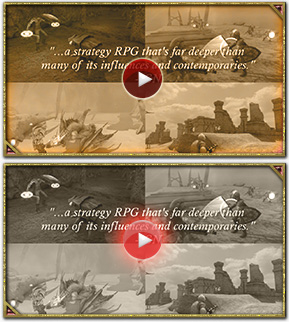 "...a strategy RPG that's far deeper than
many of its influences and contemporaries."
"...a strategy RPG that's far deeper than
many of its influences and contemporaries."